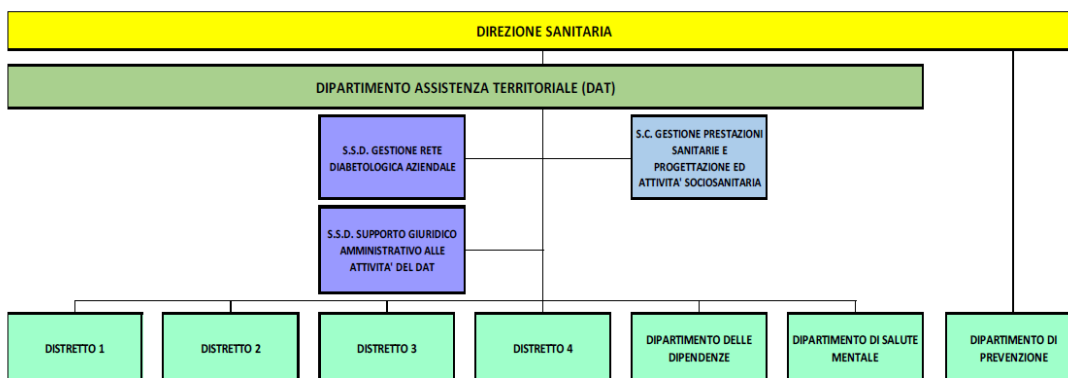 DIREZIONE SANITARIA
DIPARTIMENTO ASSISTENZA TERRITORIALE (DAT)
S.S.D. GESTIONE RETE
DIABETOLOGICA AZIENDALE
S.C. GESTIONE PRESTAZIONI
SANITARIE E
PROGETTAZIONE ED
ATTIVITA' SOCIOSANITARIA
S.S.D. SUPPORTO GIURIDICO
AMMINISTRATIVO ALLE
ATTIVITA' DEL DAT
DISTRETTO 1
DISTRETTO 2
DISTRETTO 3
DISTRETTO 4
DIPARTIMENTO DELLE
DIPENDENZE
DIPARTIMENTO DI SALUTE
MENTALE
DIPARTIMENTO DI
PREVENZIONE